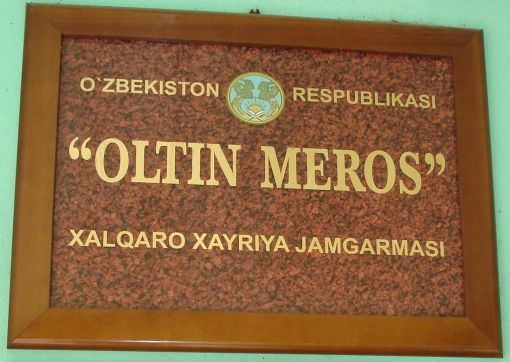 O`ZBEKISTON RESPUBLIKASI
“OLTIN MEROS”
XALQARO XAYRIYA JAMGARMASI